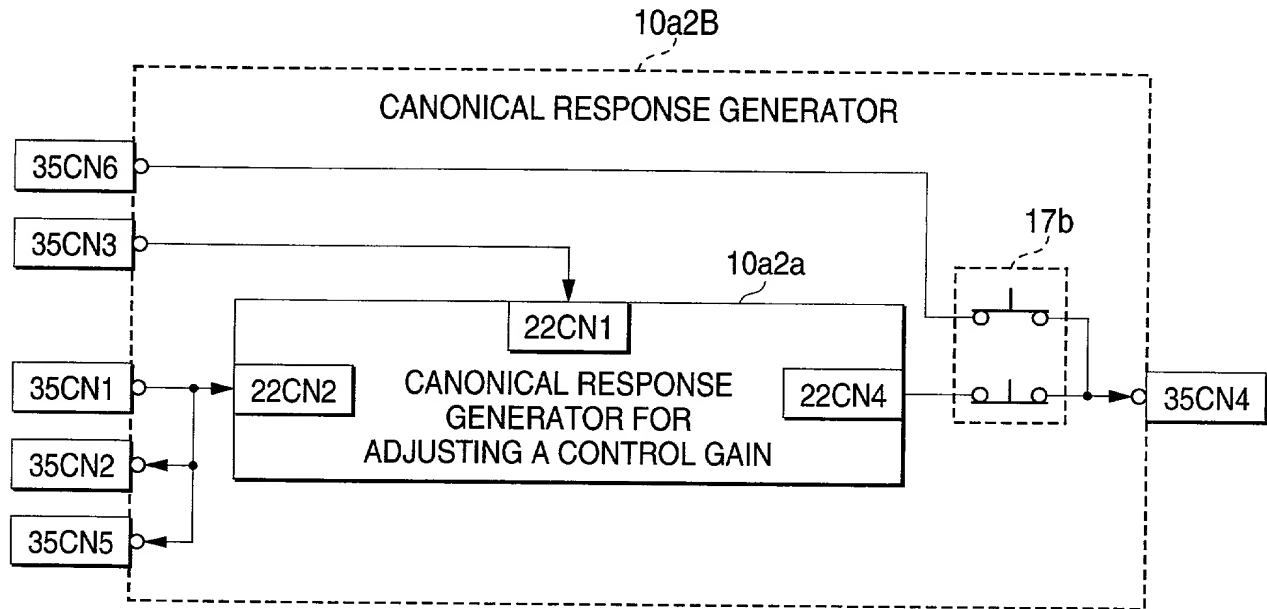 10a2B
CANONICAL RESPONSE GENERATOR
35CN6
35CN3
17b
10a2a
22CN1
35CN1
22CN2
CANONICAL RESPONSE
GENERATOR FOR
ADJUSTING A CONTROL GAIN
22CN4
35CN4
35CN2
35CN5